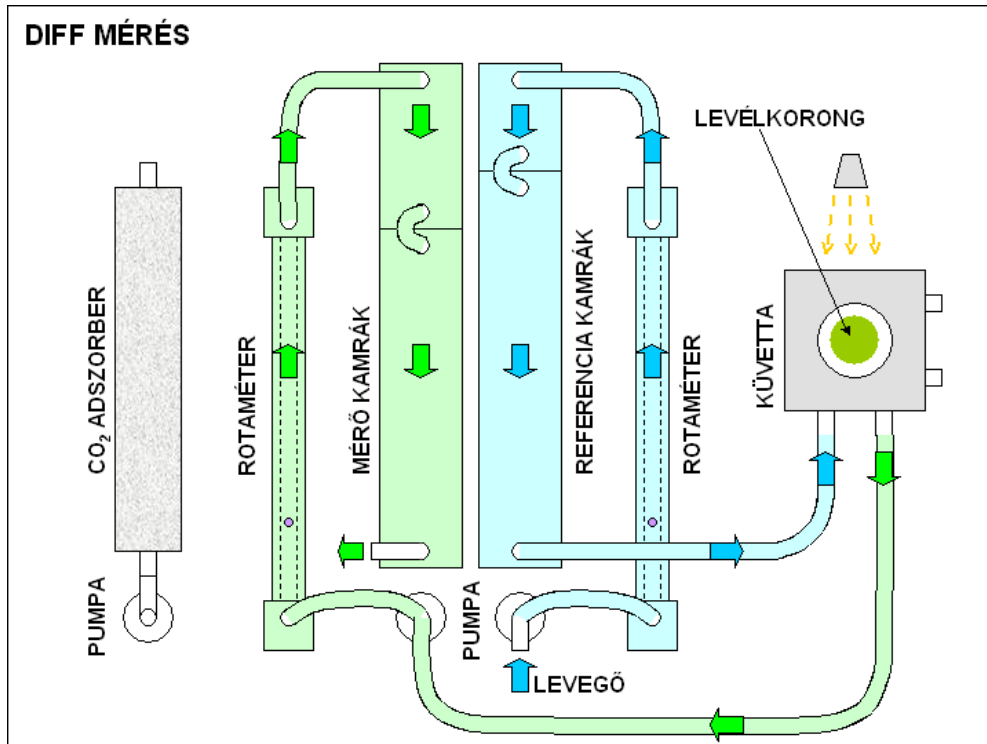 DIFF MÉRÉS
LEVÉLKORONG
CO₂ ADSZORBER
ROTAMÉTER
MÉRŐ KAMRÁK
REFERENCIA KAMRÁK
ROTAMÉTER
KÜVETTA
PUMPA
PUMPA
LEVEGŐ